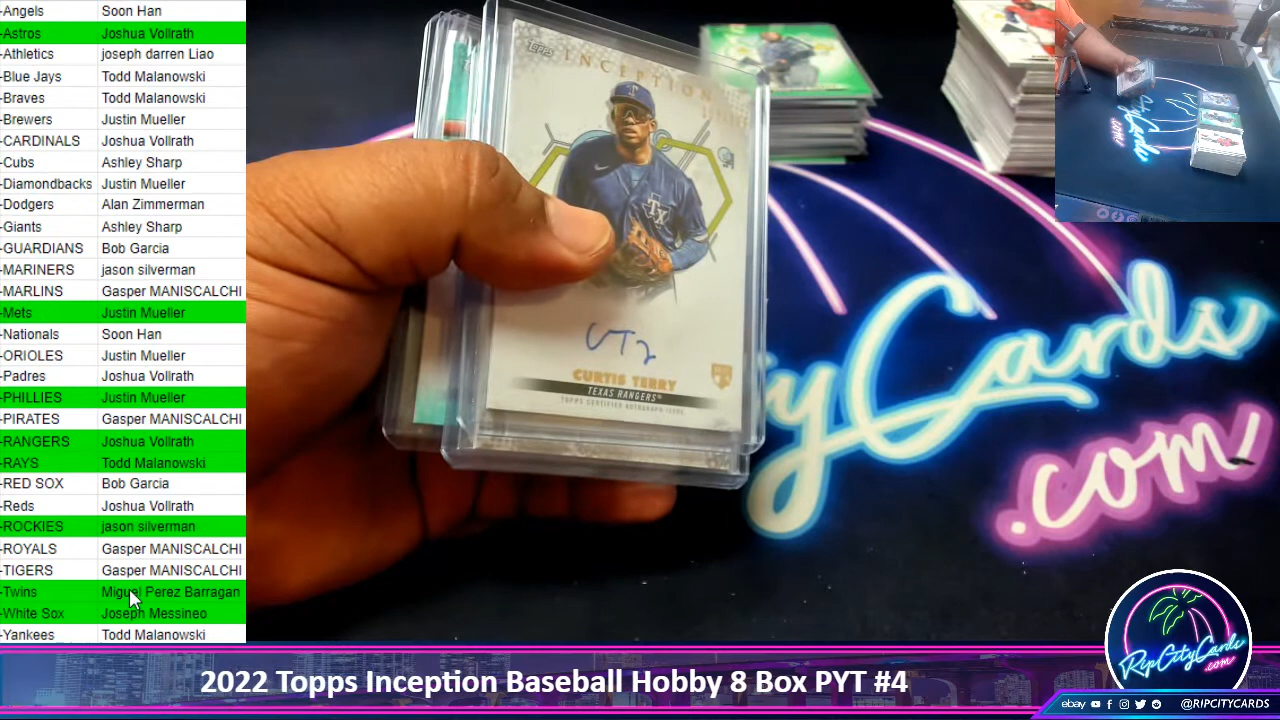 -Angels Soon Han
-Astros Joshua Vollrath
-Athletics joseph darren Liao
-Blue Jays Todd Malanowski
-Braves Todd Malanowski
-Brewers Justin Mueller
-CARDINALS Joshua Vollrath
-Cubs Ashley Sharp
-Diamondbacks Justin Mueller
-Dodgers Alan Zimmerman
-Giants Ashley Sharp
-GUARDIANS Bob Garcia
-MARINERS jason silverman
-MARLINS Gasper MANISCALCHI
-Mets Justin Mueller
-Nationals Soon Han
-ORIOLES Justin Mueller
-Padres Joshua Vollrath
-PHILLIES Justin Mueller
-PIRATES Gasper MANISCALCHI
-RANGERS Joshua Vollrath
-RAYS Todd Malanowski
-RED SOX Bob Garcia
-Reds Joshua Vollrath
-ROCKIES jason silverman
-ROYALS Gasper MANISCALCHI
-TIGERS Gasper MANISCALCHI
-Twins Miguel Perez Barragan
-White Sox Joseph Messineo
-Yankees Todd Malanowski
TOPPS
INCEPTION
T
TX
CURTIS TERRY
TEXAS RANGERS
TOPPS CERTIFIED AUTOGRAPH ISSUE
yCards
.com
Cards
.com
2022 Topps Inception Baseball Hobby 8 Box PYT #4
RipCityCards
.com
ebay @RIPCITYCARDS